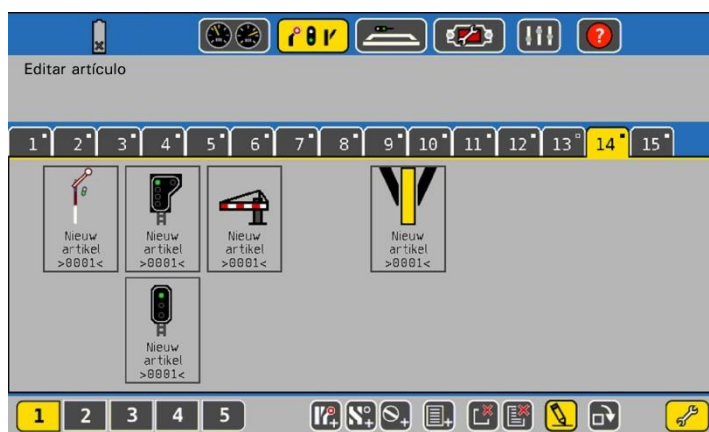 ?
Editar artículo
1 2 3 4 5 6 7 8 9 10 11 12 13 14 15
Nieuw
artikel
>0001<
Nieuw
artikel
>0001<
Nieuw
artikel
>0001<
Nieuw
artikel
>0001<
Nieuw
artikel
>0001<
1 2 3 4 5